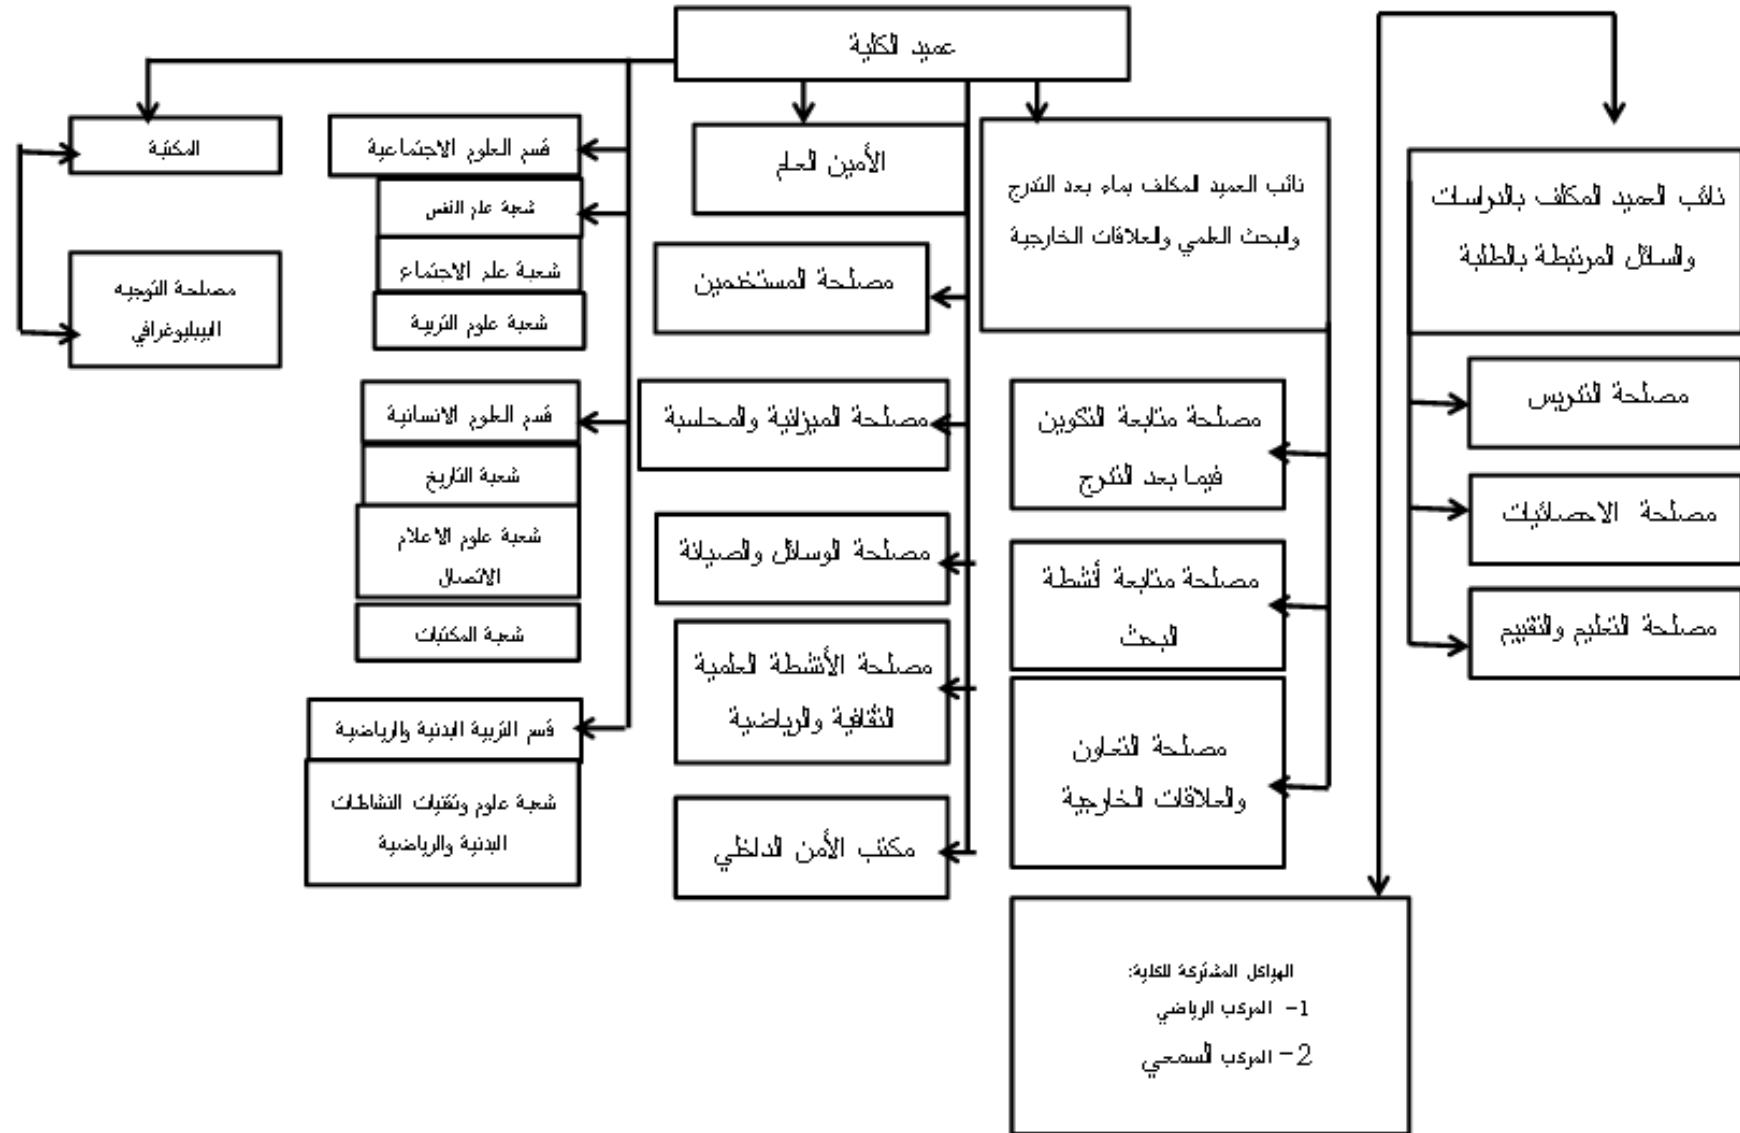 عميد الكلية
نائب العميد المكلف بالدراسات
والسائل المرتبطة بالطلبة
مصلحة التدريس
مصلحة الاحصائيات
مصلحة التعليم والتقييم
نائب العميد المكلف بماء بعد التدرج
والبحث العلمي والعلاقات الخارجية
مصلحة متابعة التكوين
فيما بعد التدرج
مصلحة متابعة أنشطة
البحث
مصلحة التعاون
والعلاقات الخارجية
الهياكل المشتركة للكلية:
1- المركب الرياضي
2- المركب السمعي
الأمين العام
مصلحة المستخدمين
مصلحة الميزانية والمحاسبة
مصلحة الوسائل والصيانة
مصلحة الأنشطة العلمية
الثقافية والرياضية
مكتب الأمن الداخلي
قسم العلوم الاجتماعية
شعبة علم النفس
شعبة علم الاجتماع
شعبة علوم التربية
قسم العلوم الانسانية
شعبة التاريخ
شعبة علوم الاعلام
الاتصال
شعبة المكتبات
قسم التربية البدنية والرياضية
شعبة علوم وتقنيات النشاطات
البدنية والرياضية
المكتبة
مصلحة التوجيه
البيبليوغرافي